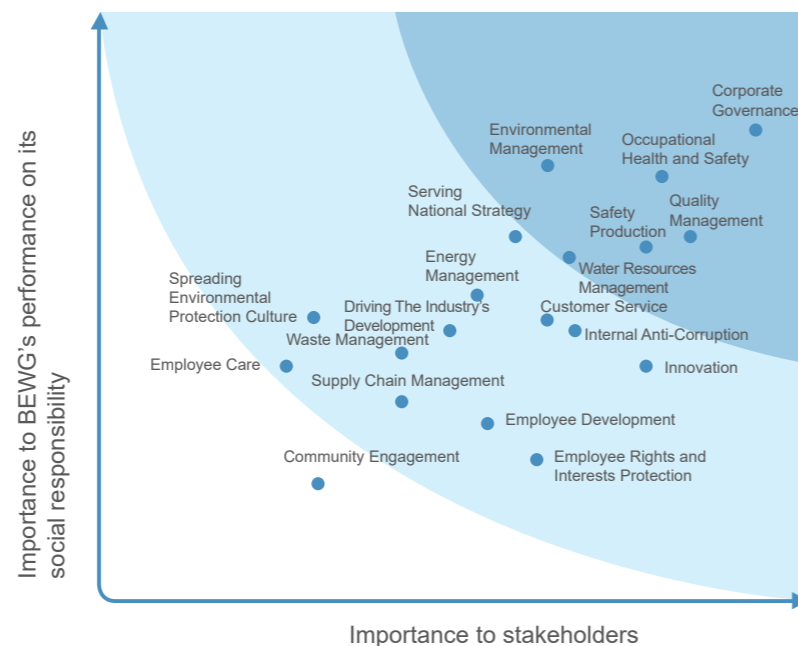 Corporate
Governance
Environmental
Management
Occupational
Health and Safety
Serving
National Strategy
Safety
Production
Quality
Management
Energy
Management
Water Resources
Management
Spreading
Environmental
Protection Culture
Driving The Industry's
Development
Customer Service
Waste Management
Internal Anti-Corruption
Employee Care
Innovation
Supply Chain Management
Employee Development
Community Engagement
Employee Rights and
Interests Protection
Importance to BEWG's performance on its
social responsibility
Importance to stakeholders